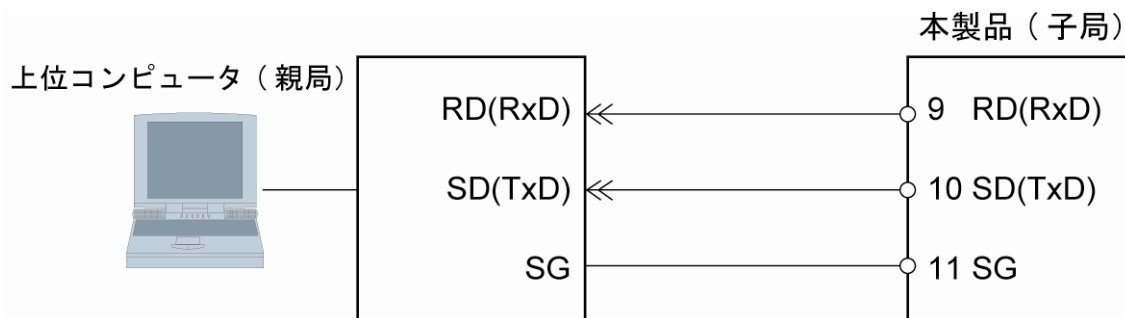 本製品（子局）
上位コンピュータ（親局）
RD(RxD)
9 RD(RxD)
SD(TxD)
10 SD(TxD)
SG
11 SG